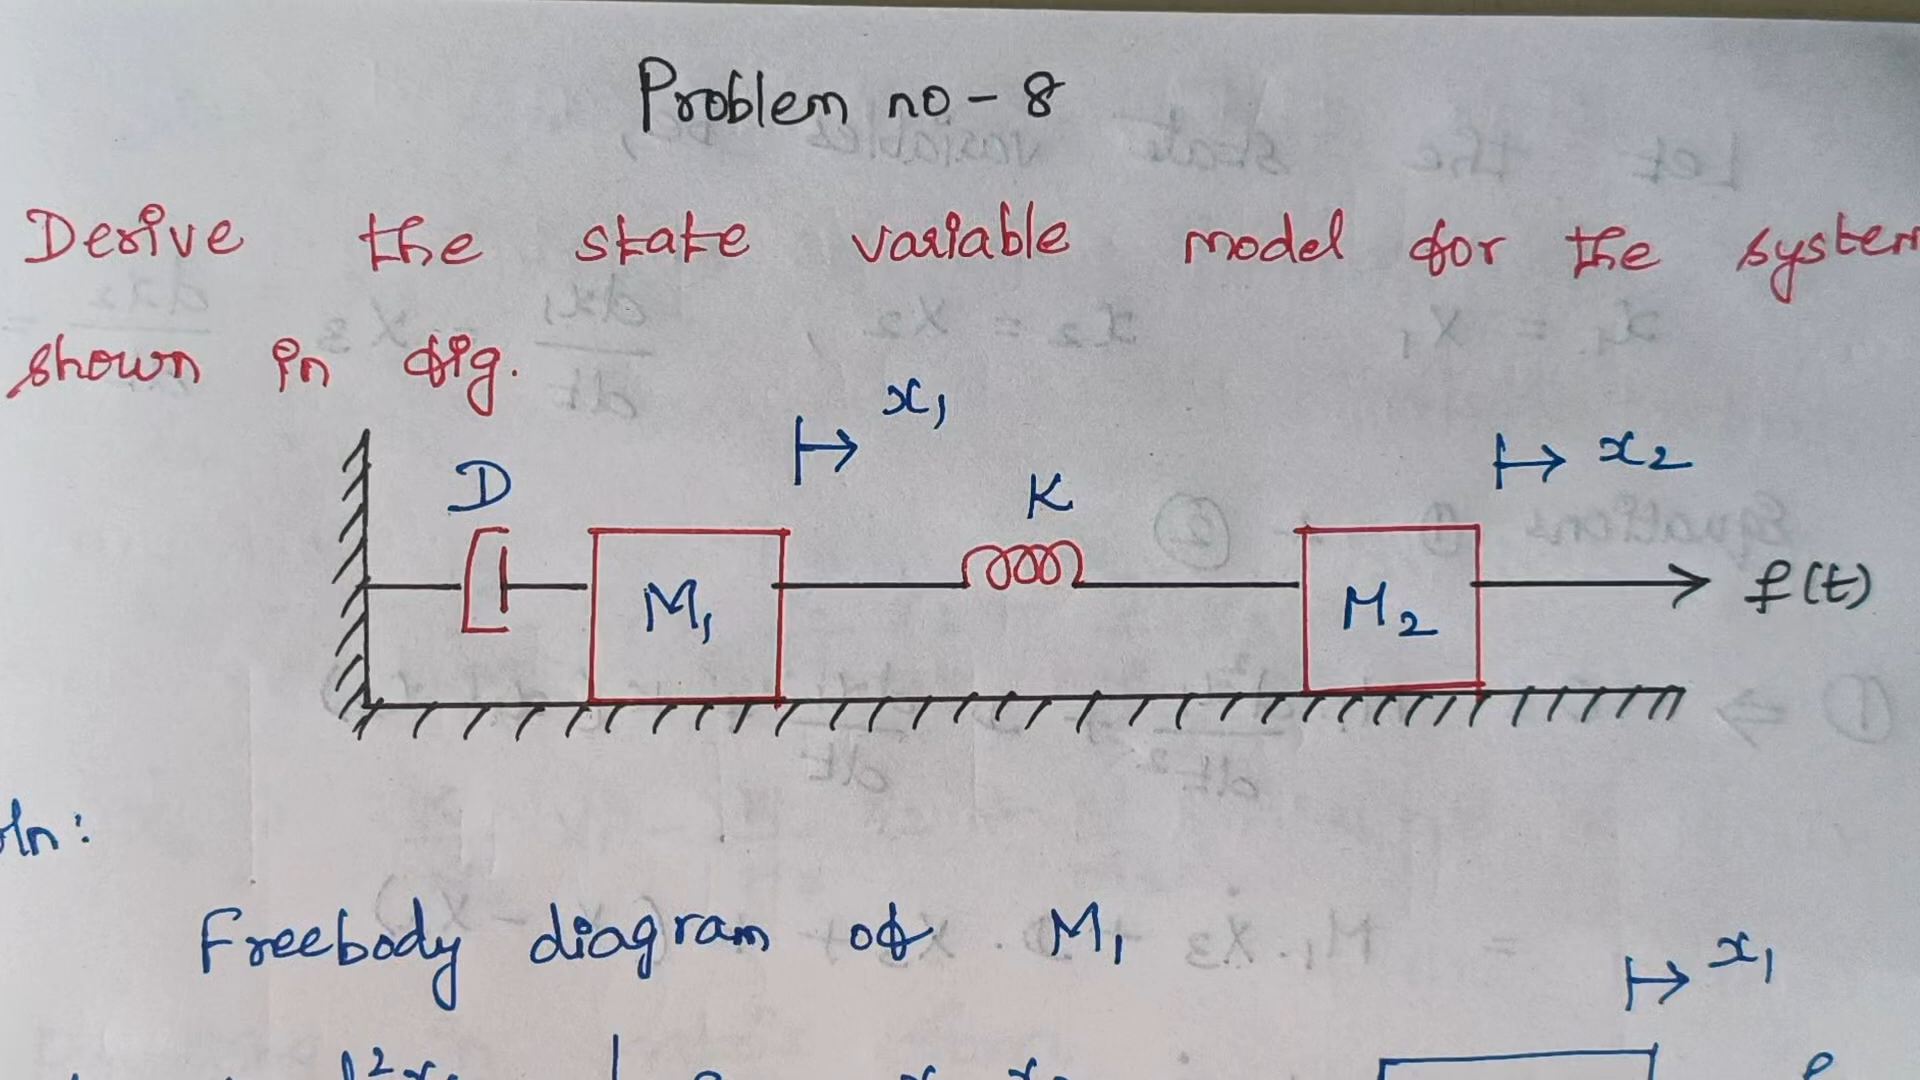 Problem no - 8
Derive the state variable model for the system
shown in fig.
x₁
x₂
D
K
M₁
M₂
f(t)
oln:
Freebody diagram of M₁
x₁